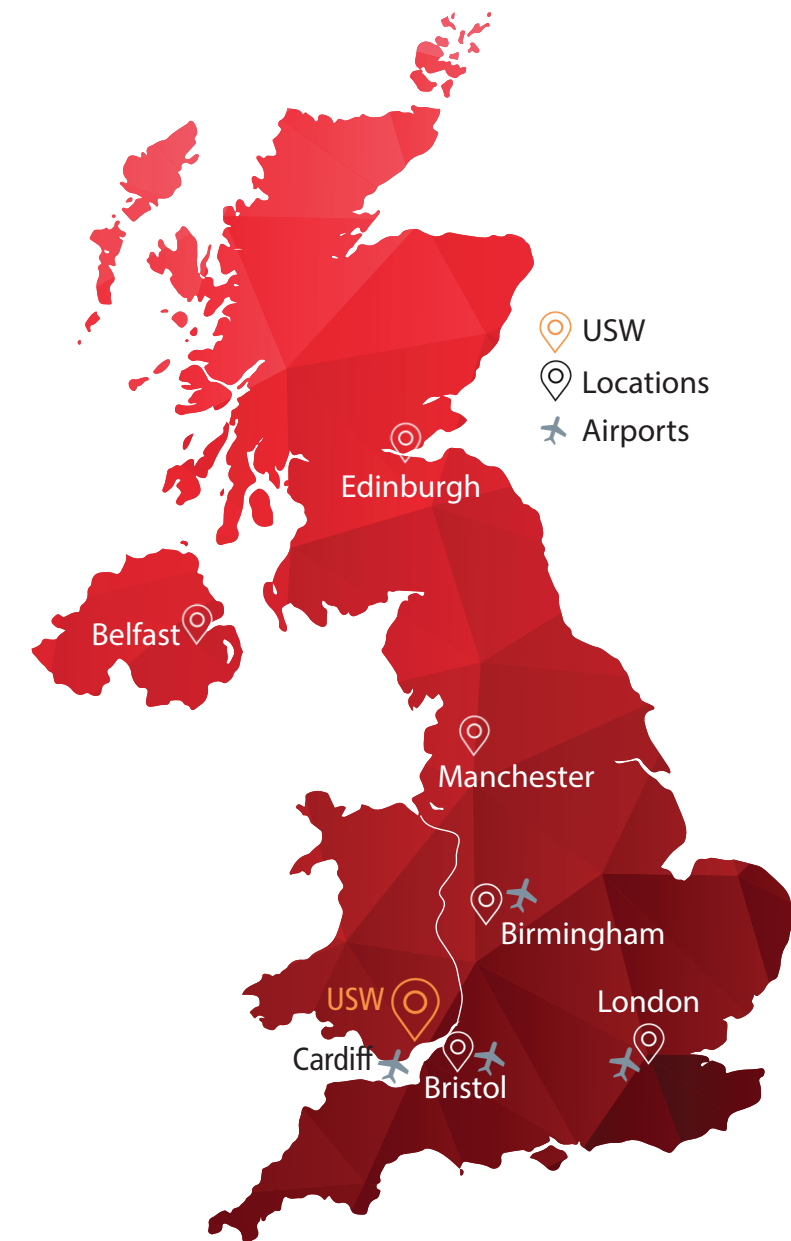 USW
Locations
Airports
Edinburgh
Belfast
Manchester
Birmingham
USW
London
Cardiff
Bristol